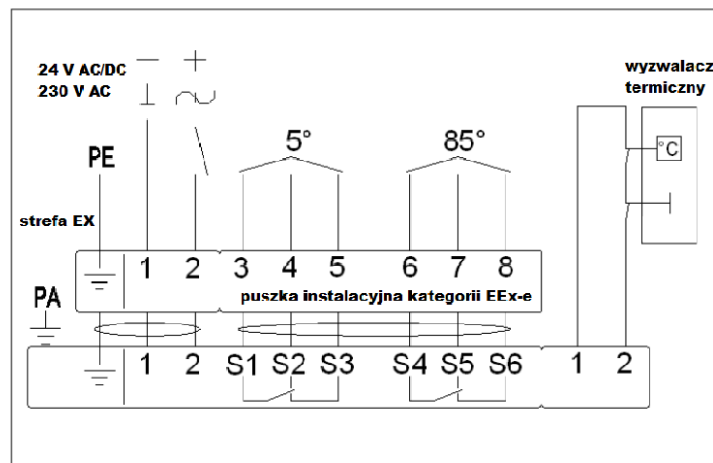 24 V AC/DC
230 V AC
wyzwalacz
termiczny
°C
5°
85°
PE
strefa EX
1 2 3 4 5 6 7 8
puszka instalacyjna kategorii EEx-e
PA
1 2 S1 S2 S3 S4 S5 S6 1 2